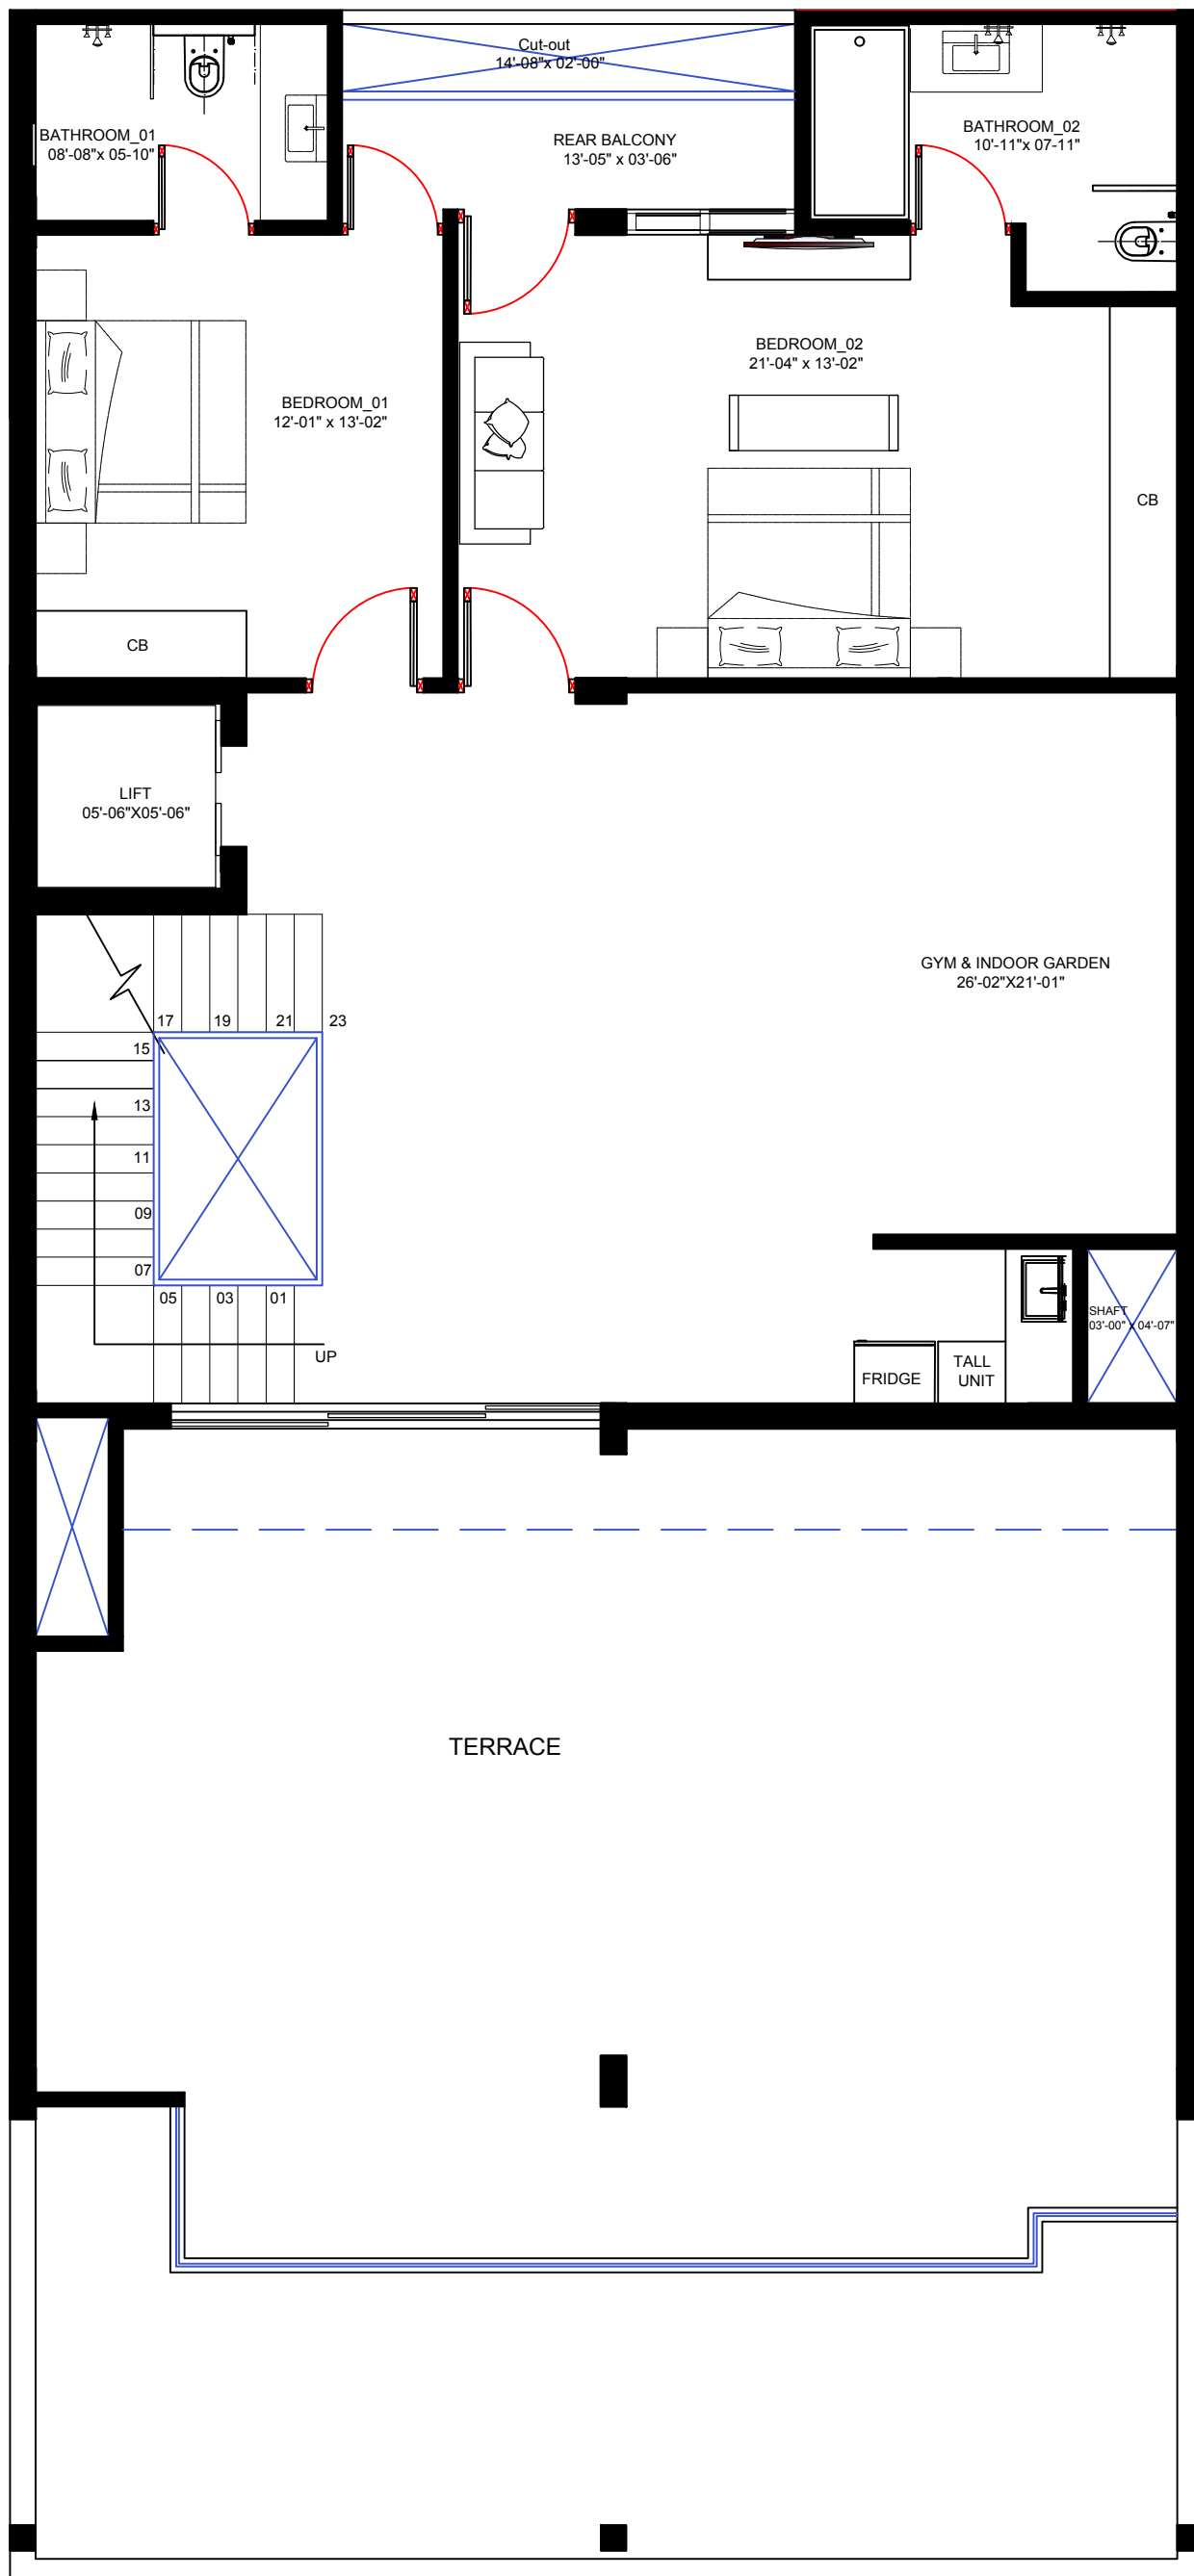 Cut-out
14'-08"x 02'-00"
BATHROOM_01
08'-08"x 05-10"
REAR BALCONY
13'-05" x 03'-06"
BATHROOM_02
10'-11"x 07-11"
BEDROOM_01
12'-01" x 13'-02"
BEDROOM_02
21'-04" x 13'-02"
CB
CB
LIFT
05'-06"X05'-06"
GYM & INDOOR GARDEN
26'-02"X21'-01"
17
19
21
23
15
13
11
09
07
05
03
01
UP
SHAFT
03'-00" x 04'-07"
FRIDGE
TALL
UNIT
TERRACE